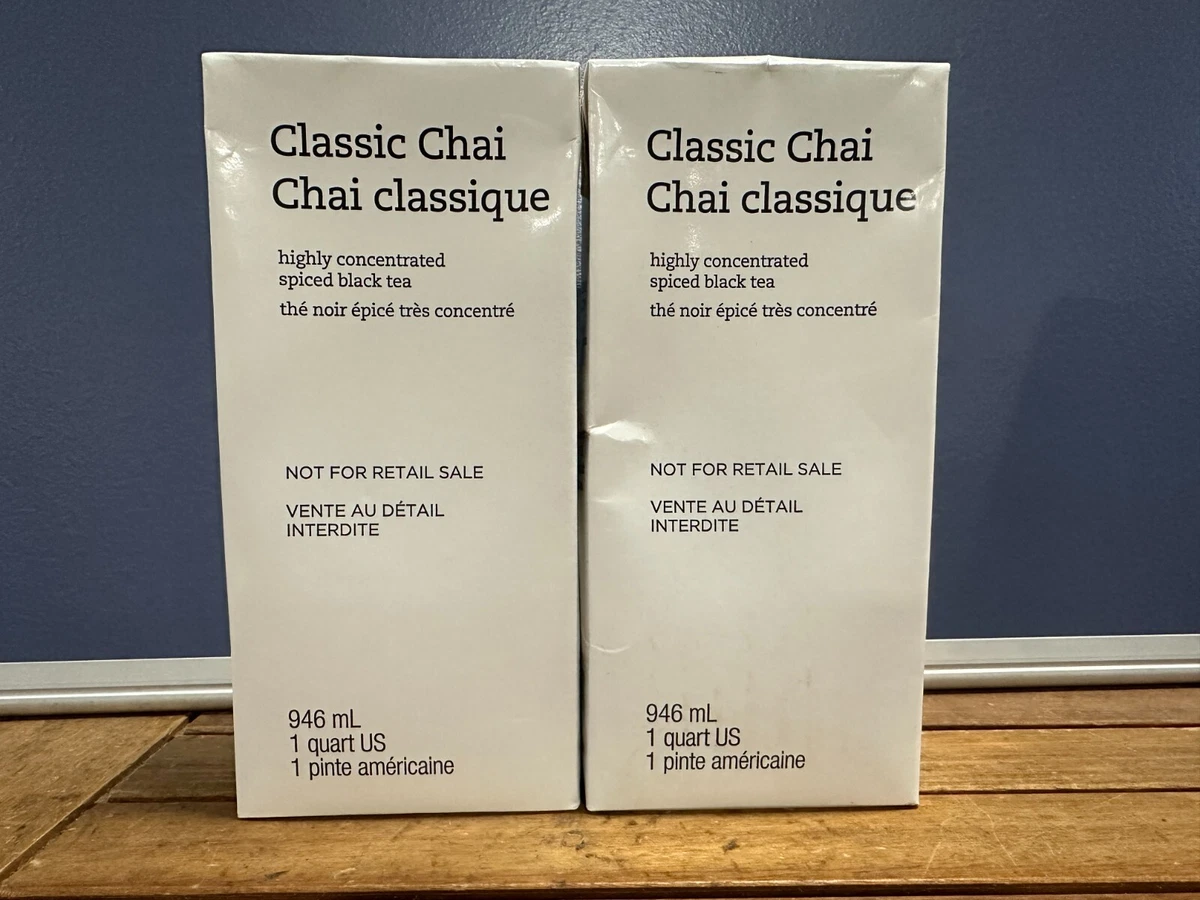 Classic Chai
Chai classique
highly concentrated
spiced black tea
thé noir épicé très concentré
NOT FOR RETAIL SALE
VENTE AU DÉTAIL
INTERDITE
946 mL
1 quart US
1 pinte américaine
Classic Chai
Chai classique
highly concentrated
spiced black tea
thé noir épicé très concentré
NOT FOR RETAIL SALE
VENTE AU DÉTAIL
INTERDITE
946 mL
1 quart US
1 pinte américaine